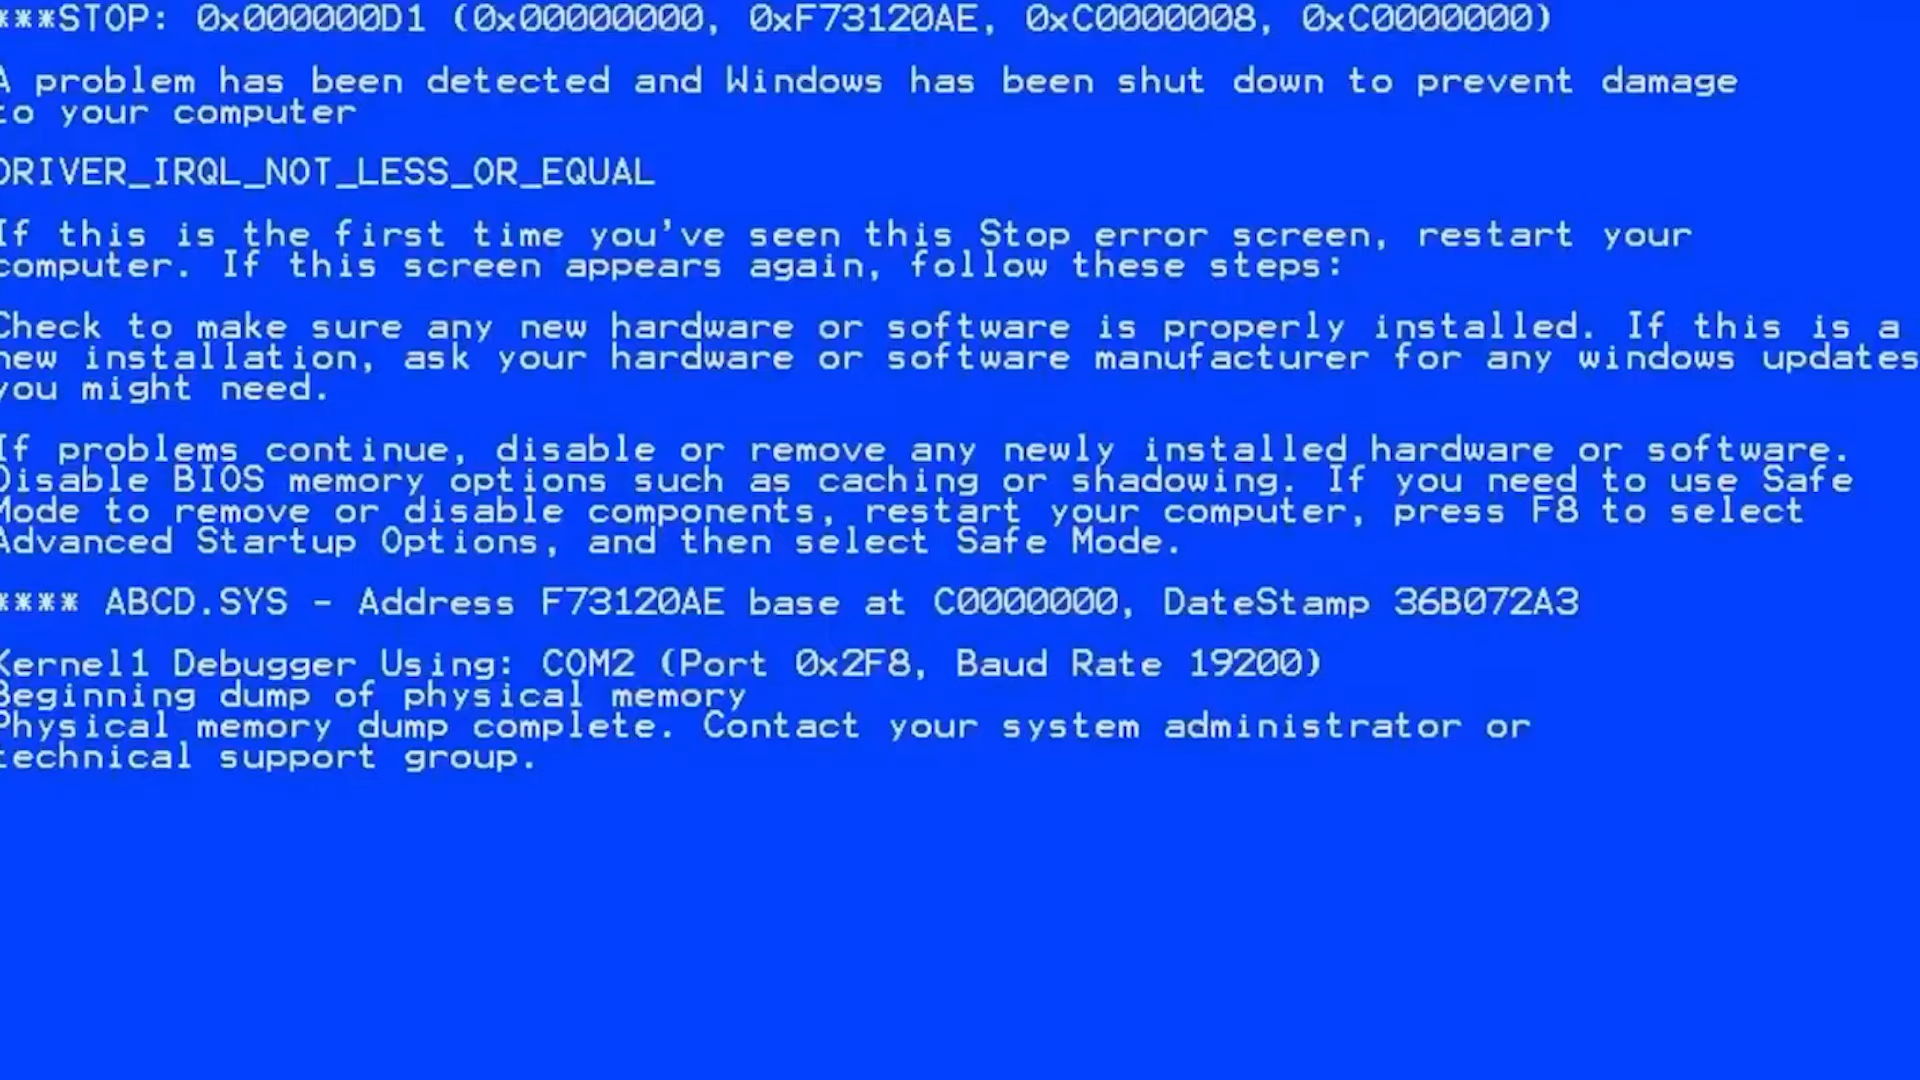 ***STOP: 0x000000D1 (0x00000000, 0xF73120AE, 0xC0000008, 0xC0000000)
A problem has been detected and Windows has been shut down to prevent damage
to your computer
DRIVER_IRQL_NOT_LESS_OR_EQUAL
If this is the first time you've seen this Stop error screen, restart your
computer. If this screen appears again, follow these steps:
Check to make sure any new hardware or software is properly installed. If this is a
new installation, ask your hardware or software manufacturer for any windows updates
you might need.
If problems continue, disable or remove any newly installed hardware or software.
Disable BIOS memory options such as caching or shadowing. If you need to use Safe
Mode to remove or disable components, restart your computer, press F8 to select
Advanced Startup Options, and then select Safe Mode.
**** ABCD.SYS - Address F73120AE base at C0000000, DateStamp 36B072A3
Kernel1 Debugger Using: COM2 (Port 0x2F8, Baud Rate 19200)
Beginning dump of physical memory
Physical memory dump complete. Contact your system administrator or
technical support group.